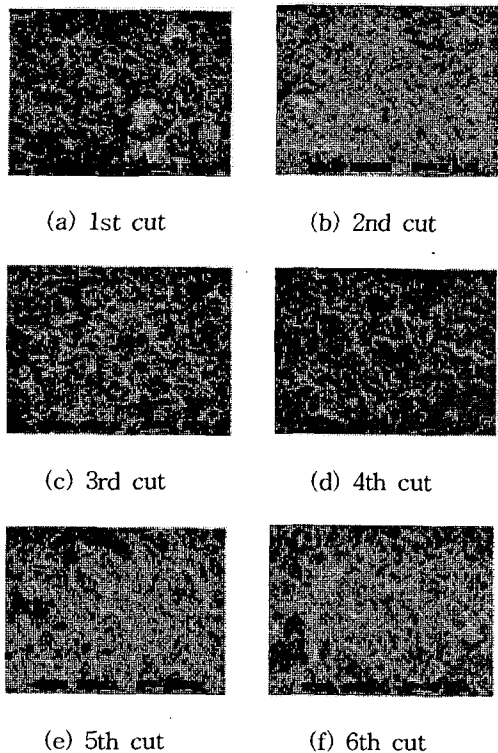 (a) 1st cut
(b) 2nd cut
(c) 3rd cut
(d) 4th cut
(e) 5th cut
(f) 6th cut